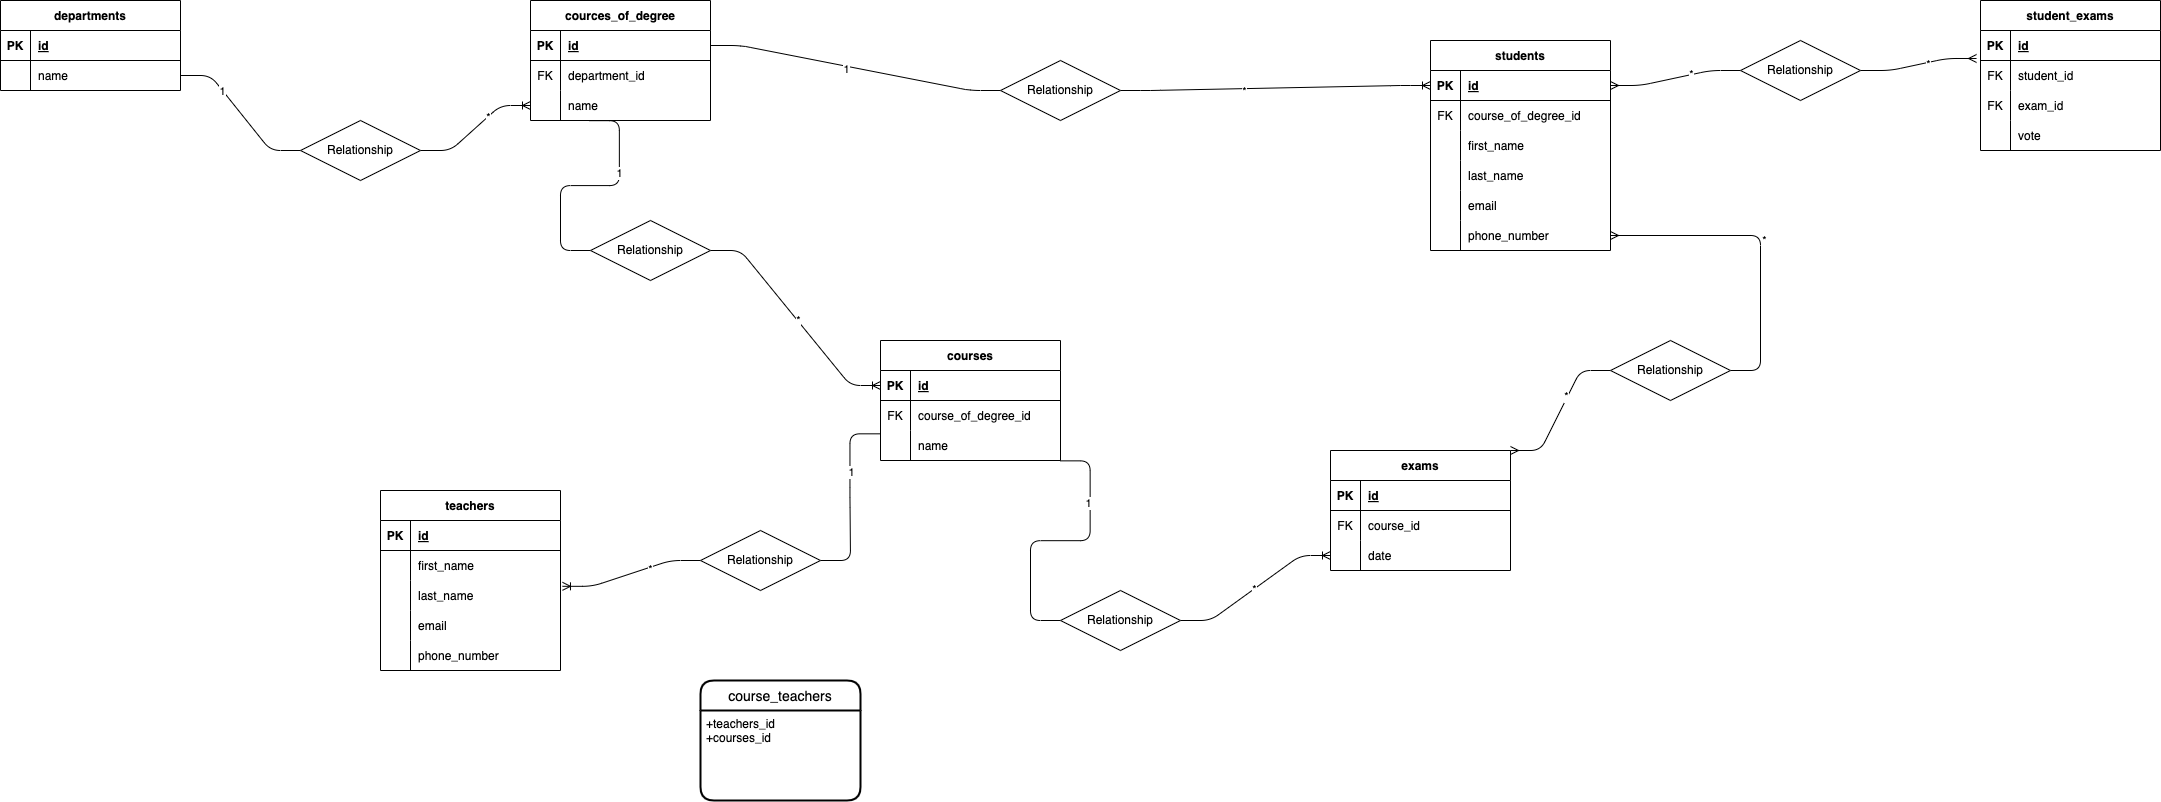 departments
PK id
name
cources_of_degree
PK id
FK department_id
name
1
*
Relationship
1
Relationship
*
students
PK id
FK course_of_degree_id
first_name
last_name
email
phone_number
*
Relationship
*
student_exams
PK id
FK student_id
FK exam_id
vote
1
Relationship
*
courses
PK id
FK course_of_degree_id
name
*
Relationship
*
1
Relationship
*
teachers
PK id
first_name
last_name
email
phone_number
1
Relationship
*
exams
PK id
FK course_id
date
course_teachers
+teachers_id
+courses_id